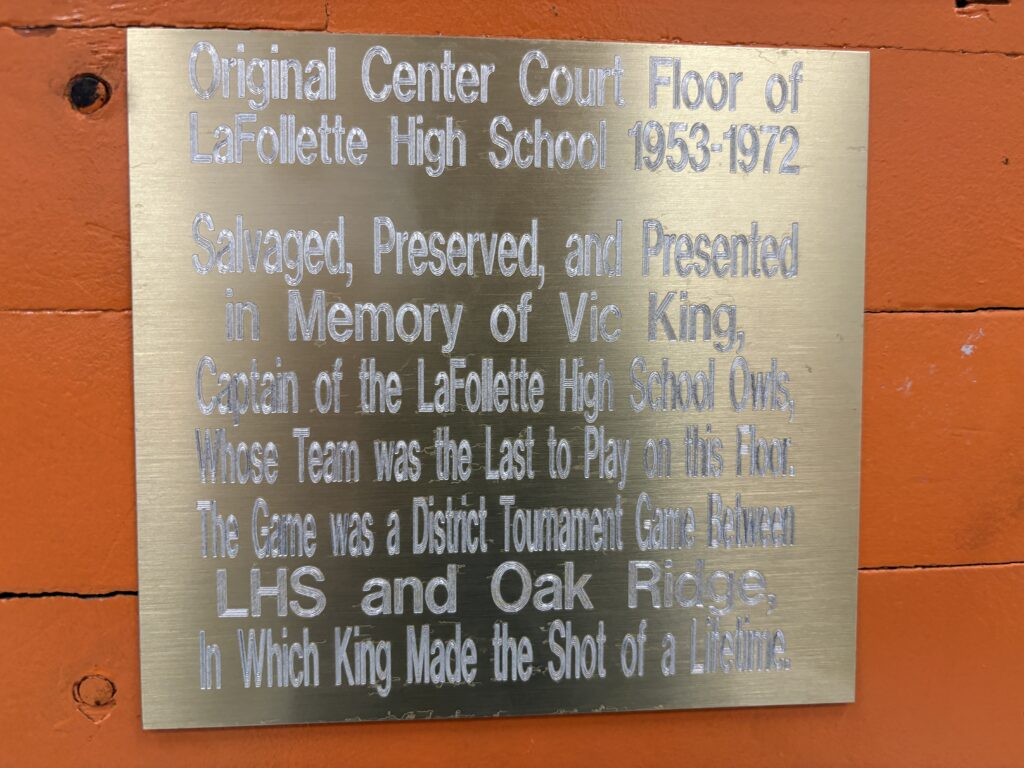 Original Center Court Floor of
LaFollette High School 1953-1972
Salvaged, Preserved, and Presented
in Memory of Vic King,
Captain of the LaFollette High School Owls,
Whose Team was the Last to Play on this Floor.
The Game was a District Tournament Game Between
LHS and Oak Ridge,
In Which King Made the Shot of a Lifetime.